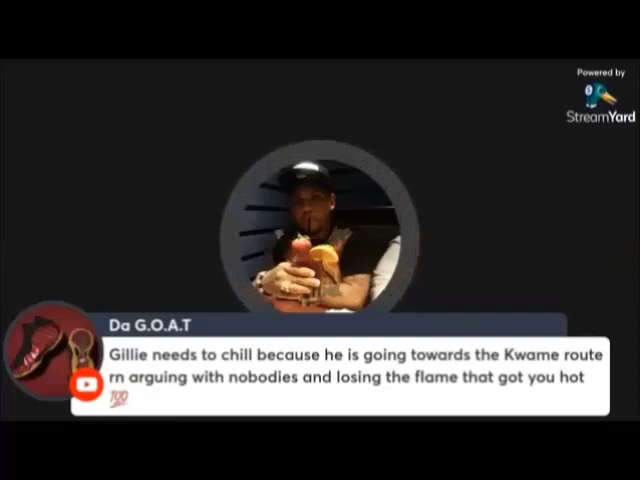 Powered by
StreamYard
Da G.O.A.T
Gillie needs to chill because he is going towards the Kwame route
rn arguing with nobodies and losing the flame that got you hot
💯